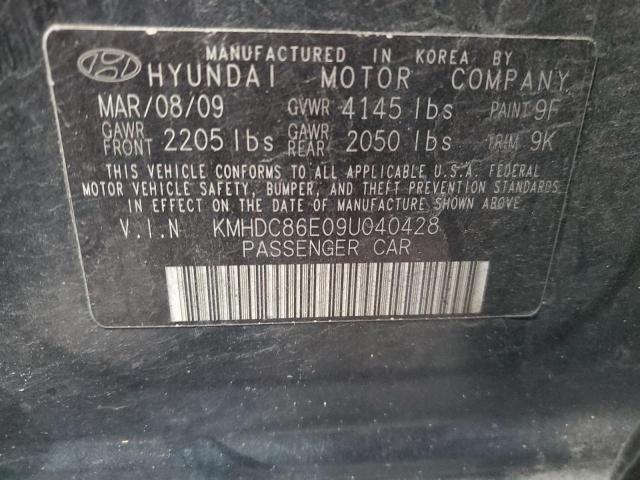 MANUFACTURED IN KOREA BY
HYUNDAI MOTOR COMPANY
MAR/08/09 GVWR 4145 lbs PAINT 9F
GAWR FRONT 2205 lbs GAWR REAR 2050 lbs TRIM 9K
THIS VEHICLE CONFORMS TO ALL APPLICABLE U.S.A. FEDERAL
MOTOR VEHICLE SAFETY, BUMPER, AND THEFT PREVENTION STANDARDS
IN EFFECT ON THE DATE OF MANUFACTURE SHOWN ABOVE.
V.I.N KMHDC86E09U040428
PASSENGER CAR